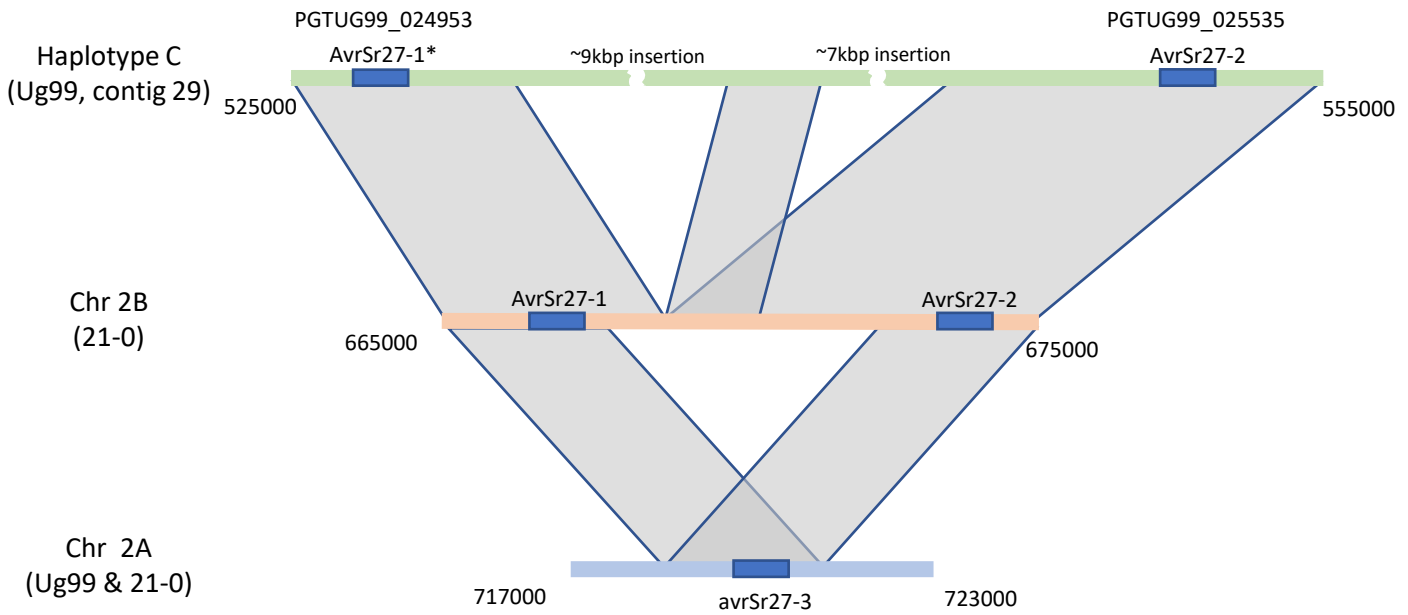 PGTUG99_024953
PGTUG99_025535
Haplotype C
(Ug99, contig 29)
AvrSr27-1*
~9kbp insertion
~7kbp insertion
AvrSr27-2
525000
555000
Chr 2B
(21-0)
AvrSr27-1
AvrSr27-2
665000
675000
Chr 2A
(Ug99 & 21-0)
717000
avrSr27-3
723000